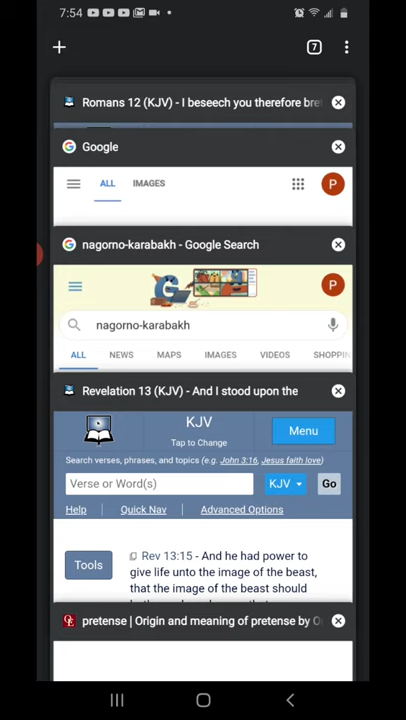 7:54
7
Romans 12 (KJV) - I beseech you therefore bre
Google
ALL IMAGES
P
nagorno-karabakh - Google Search
G
P
nagorno-karabakh
ALL NEWS MAPS IMAGES VIDEOS SHOPPIN
Revelation 13 (KJV) - And I stood upon the
KJV
Tap to Change
Menu
Search verses, phrases, and topics (e.g. John 3:16, Jesus faith love)
Verse or Word(s)
KJV
Go
Help Quick Nav Advanced Options
Tools
Rev 13:15 - And he had power to
give life unto the image of the beast,
that the image of the beast should
pretense | Origin and meaning of pretense by O